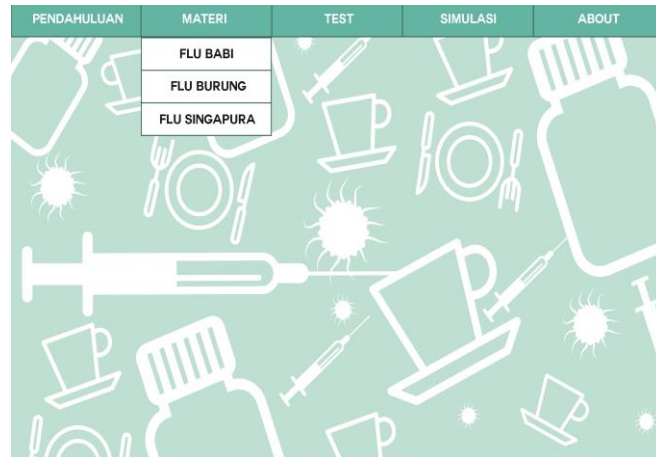 PENDAHULUAN MATERI TEST SIMULASI ABOUT
FLU BABI
FLU BURUNG
FLU SINGAPURA